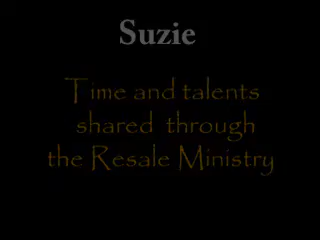 Suzie
Time and talents
shared through
the Resale Ministry